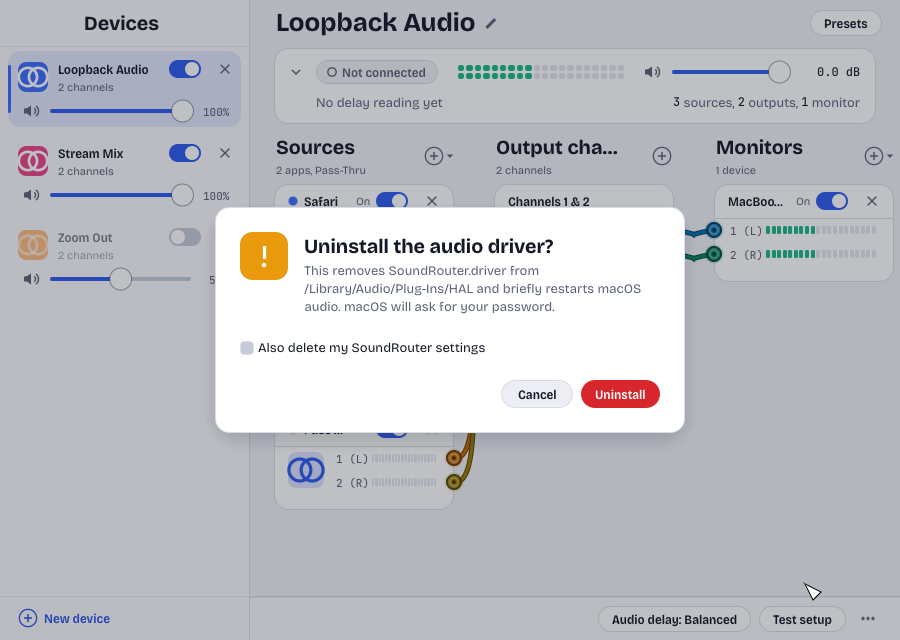 Devices
Loopback Audio
2 channels
100%
Stream Mix
2 channels
100%
Zoom Out
2 channels
New device
Loopback Audio
Presets
Not connected
0.0 dB
No delay reading yet
3 sources, 2 outputs, 1 monitor
Sources
2 apps, Pass-Thru
Output cha...
2 channels
Monitors
1 device
Safari
On
Channels 1 & 2
MacBoo...
On
1 (L)
2 (R)
Uninstall the audio driver?
This removes SoundRouter.driver from
/Library/Audio/Plug-Ins/HAL and briefly restarts macOS
audio. macOS will ask for your password.
Also delete my SoundRouter settings
Cancel
Uninstall
1 (L)
2 (R)
Audio delay: Balanced
Test setup